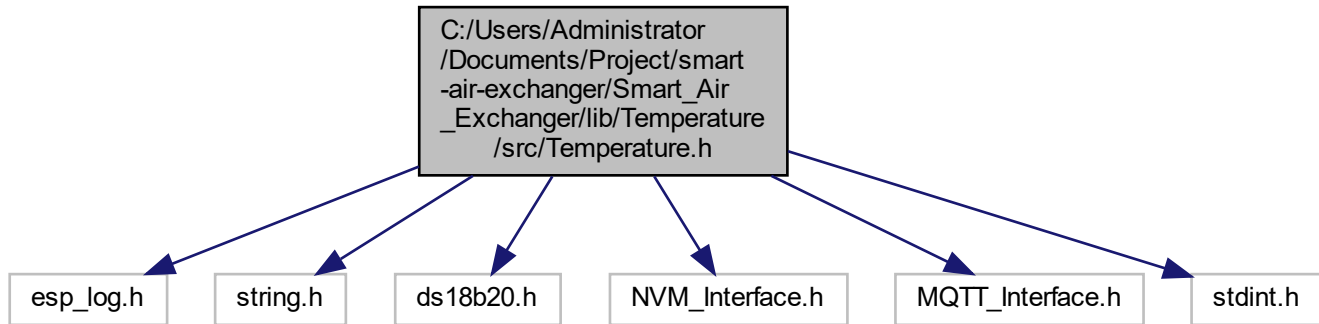 C:/Users/Administrator
/Documents/Project/smart
-air-exchanger/Smart_Air
_Exchanger/lib/Temperature
/src/Temperature.h
esp_log.h
string.h
ds18b20.h
NVM_Interface.h
MQTT_Interface.h
stdint.h